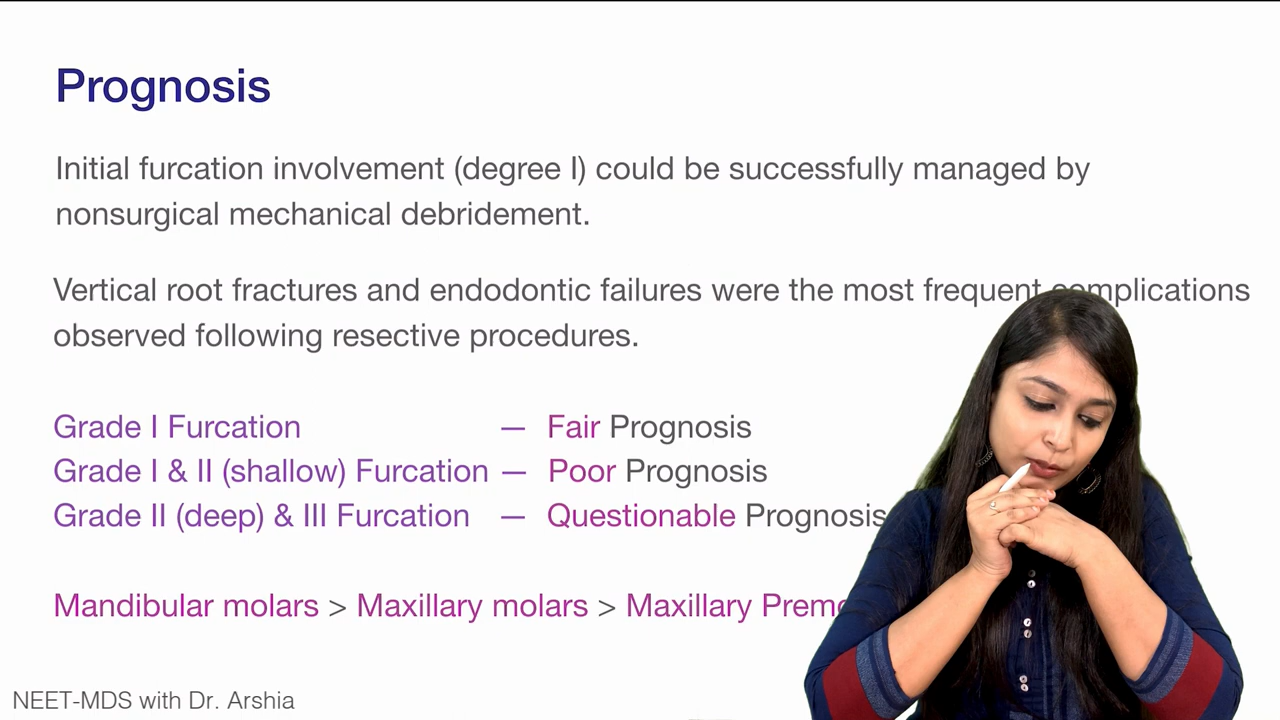 Prognosis
Initial furcation involvement (degree I) could be successfully managed by
nonsurgical mechanical debridement.
Vertical root fractures and endodontic failures were the most frequent complications
observed following resective procedures.
Grade I Furcation — Fair Prognosis
Grade I & II (shallow) Furcation — Poor Prognosis
Grade II (deep) & III Furcation — Questionable Prognosis
Mandibular molars > Maxillary molars > Maxillary
NEET-MDS with Dr. Arshia